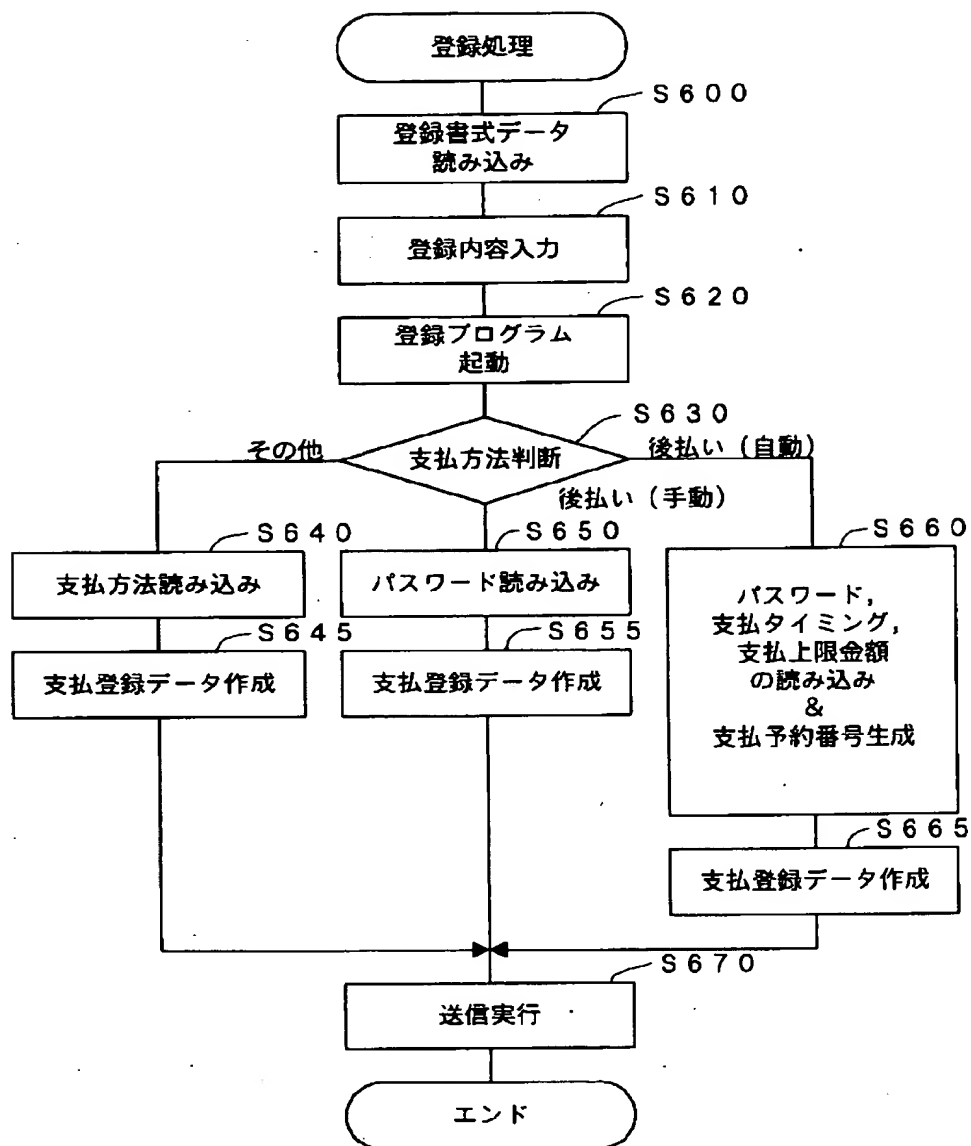 登録処理
S600
登録書式データ
読み込み
S610
登録内容入力
S620
登録プログラム
起動
S630
その他
支払方法判断
後払い(自動)
後払い(手動)
S640
支払方法読み込み
S645
支払登録データ作成
S650
パスワード読み込み
S655
支払登録データ作成
S660
パスワード,
支払タイミング,
支払上限金額
の読み込み
&
支払予約番号生成
S665
支払登録データ作成
S670
送信実行
エンド